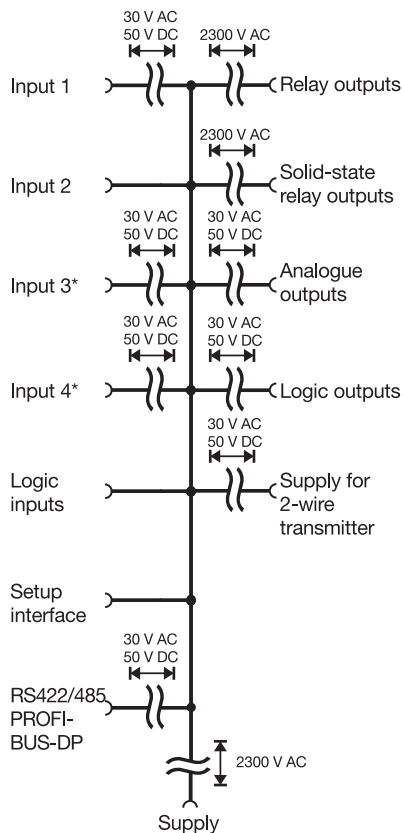 30 V AC
50 V DC
2300 V AC
Input 1
Relay outputs
2300 V AC
Input 2
Solid-state
relay outputs
30 V AC
50 V DC
30 V AC
50 V DC
Input 3*
Analogue
outputs
30 V AC
50 V DC
30 V AC
50 V DC
Input 4*
Logic outputs
30 V AC
50 V DC
Logic
inputs
Supply for
2-wire
transmitter
Setup
interface
30 V AC
50 V DC
RS422/485
PROFI-
BUS-DP
2300 V AC
Supply